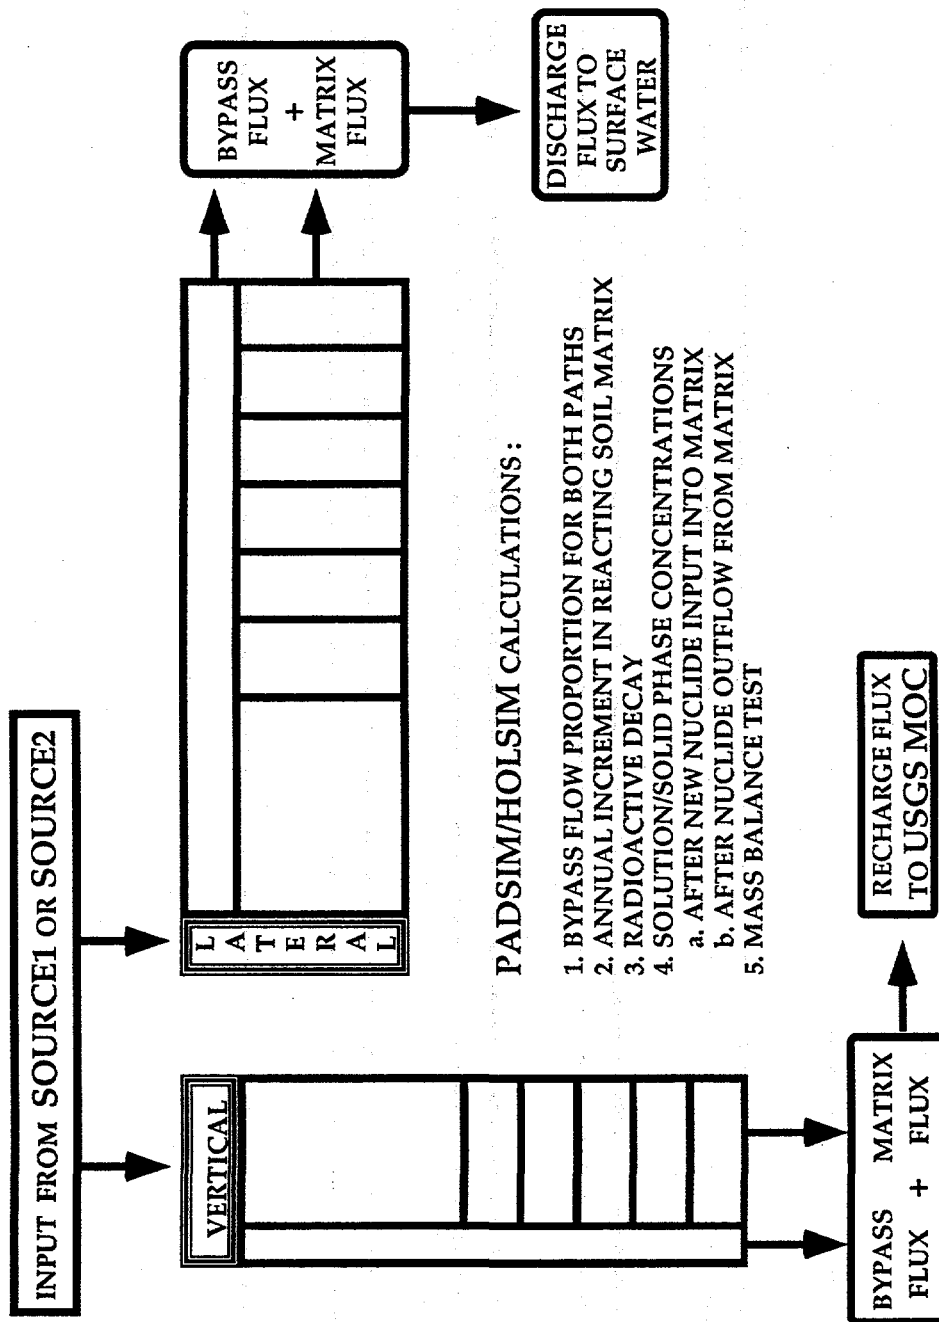 INPUT FROM SOURCE1 OR SOURCE2
VERTICAL
L
A
T
E
R
A
L
BYPASS
FLUX
+
MATRIX
FLUX
DISCHARGE
FLUX TO
SURFACE
WATER
PADSIM/HOLSIM CALCULATIONS:
1. BYPASS FLOW PROPORTION FOR BOTH PATHS
2. ANNUAL INCREMENT IN REACTING SOIL MATRIX
3. RADIOACTIVE DECAY
4. SOLUTION/SOLID PHASE CONCENTRATIONS
a. AFTER NEW NUCLIDE INPUT INTO MATRIX
b. AFTER NUCLIDE OUTFLOW FROM MATRIX
5. MASS BALANCE TEST
BYPASS MATRIX
FLUX + FLUX
RECHARGE FLUX
TO USGS MOC